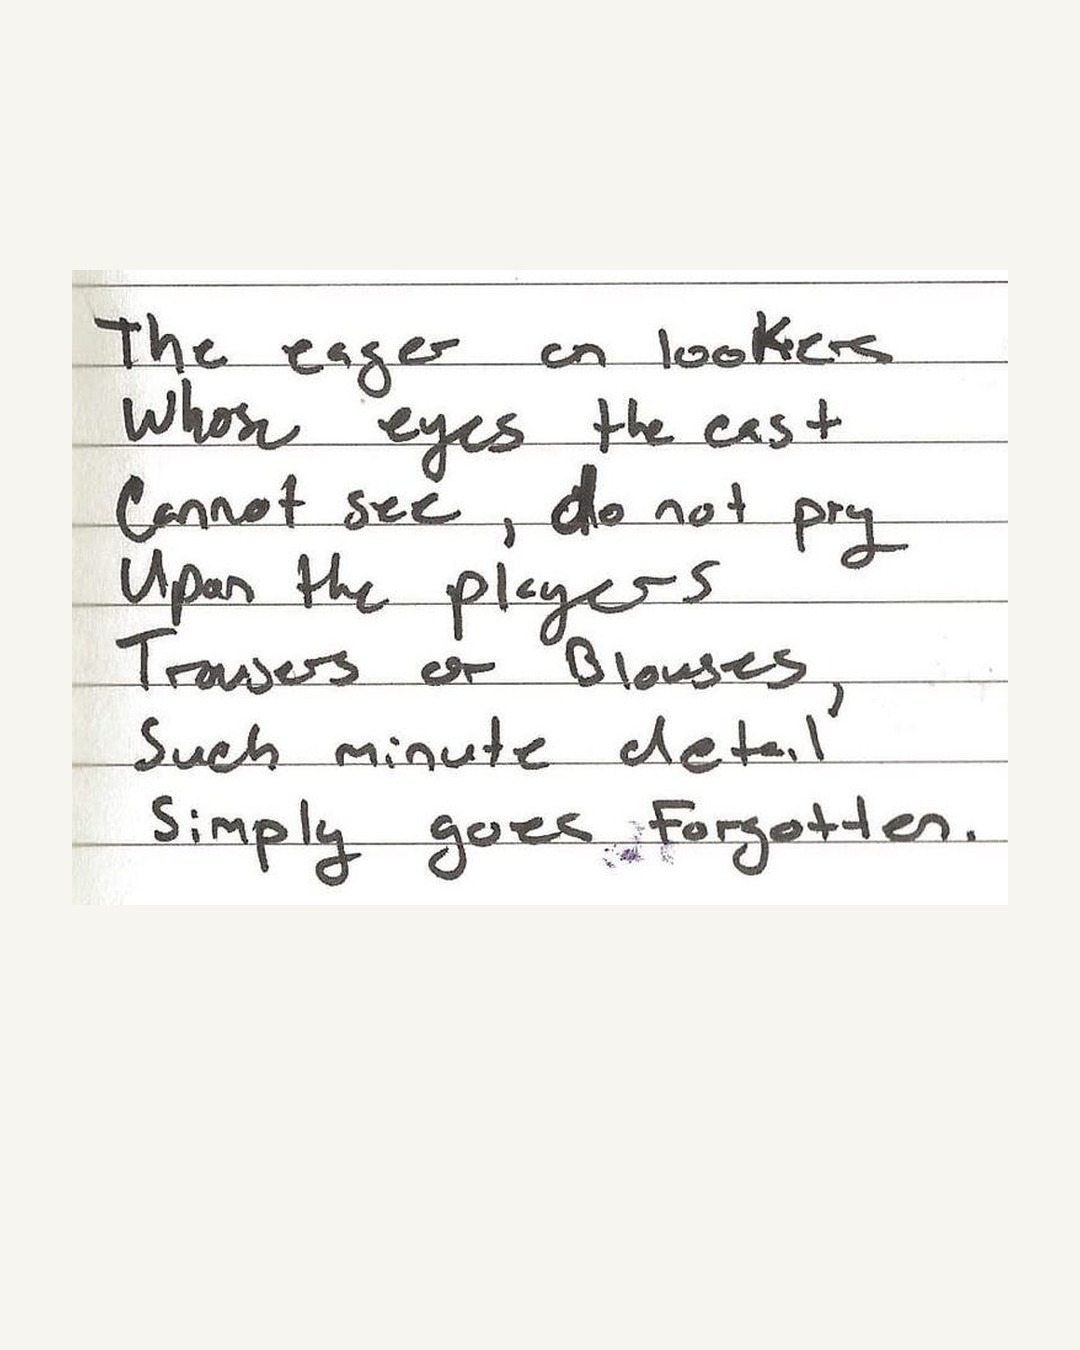 The eager on lookers
Whose eyes the cast
Cannot see, do not pry
Upon the players
Trousers or Blouses,
Such minute detail
Simply goes Forgotten.